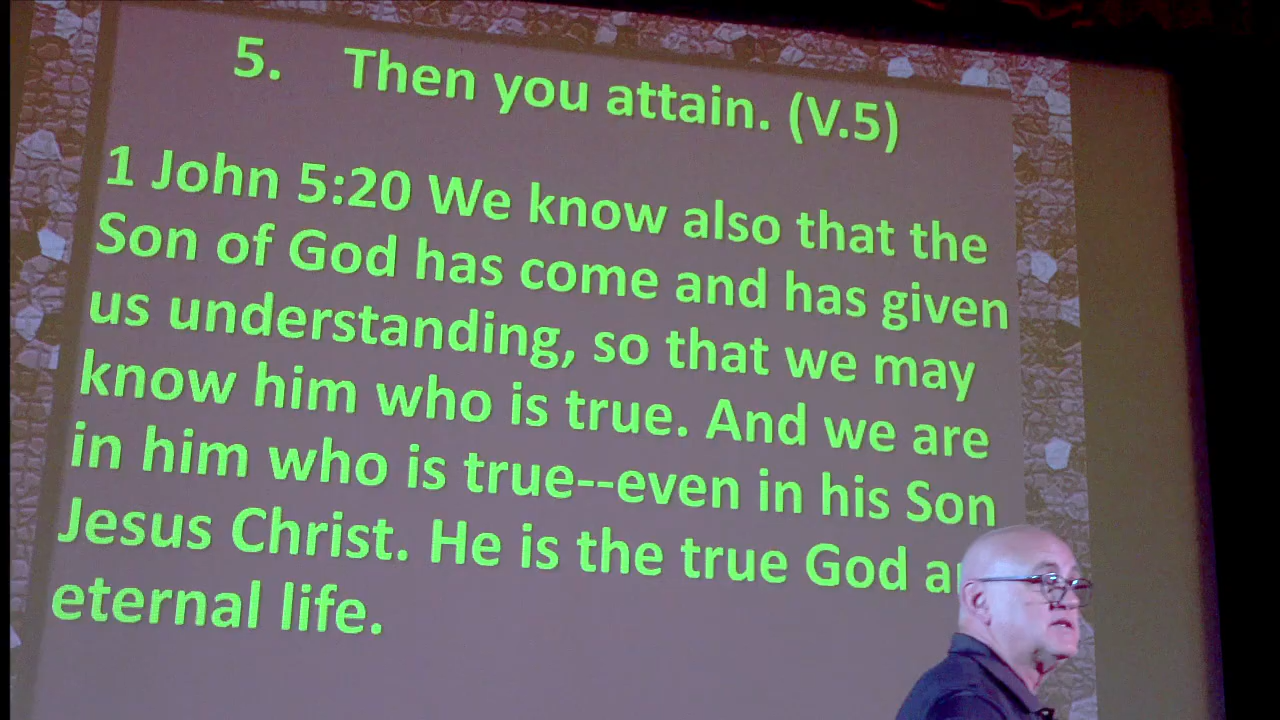 5. Then you attain. (V.5)
1 John 5:20 We know also that the
Son of God has come and has given
us understanding, so that we may
know him who is true. And we are
in him who is true--even in his Son
Jesus Christ. He is the true God
eternal life.